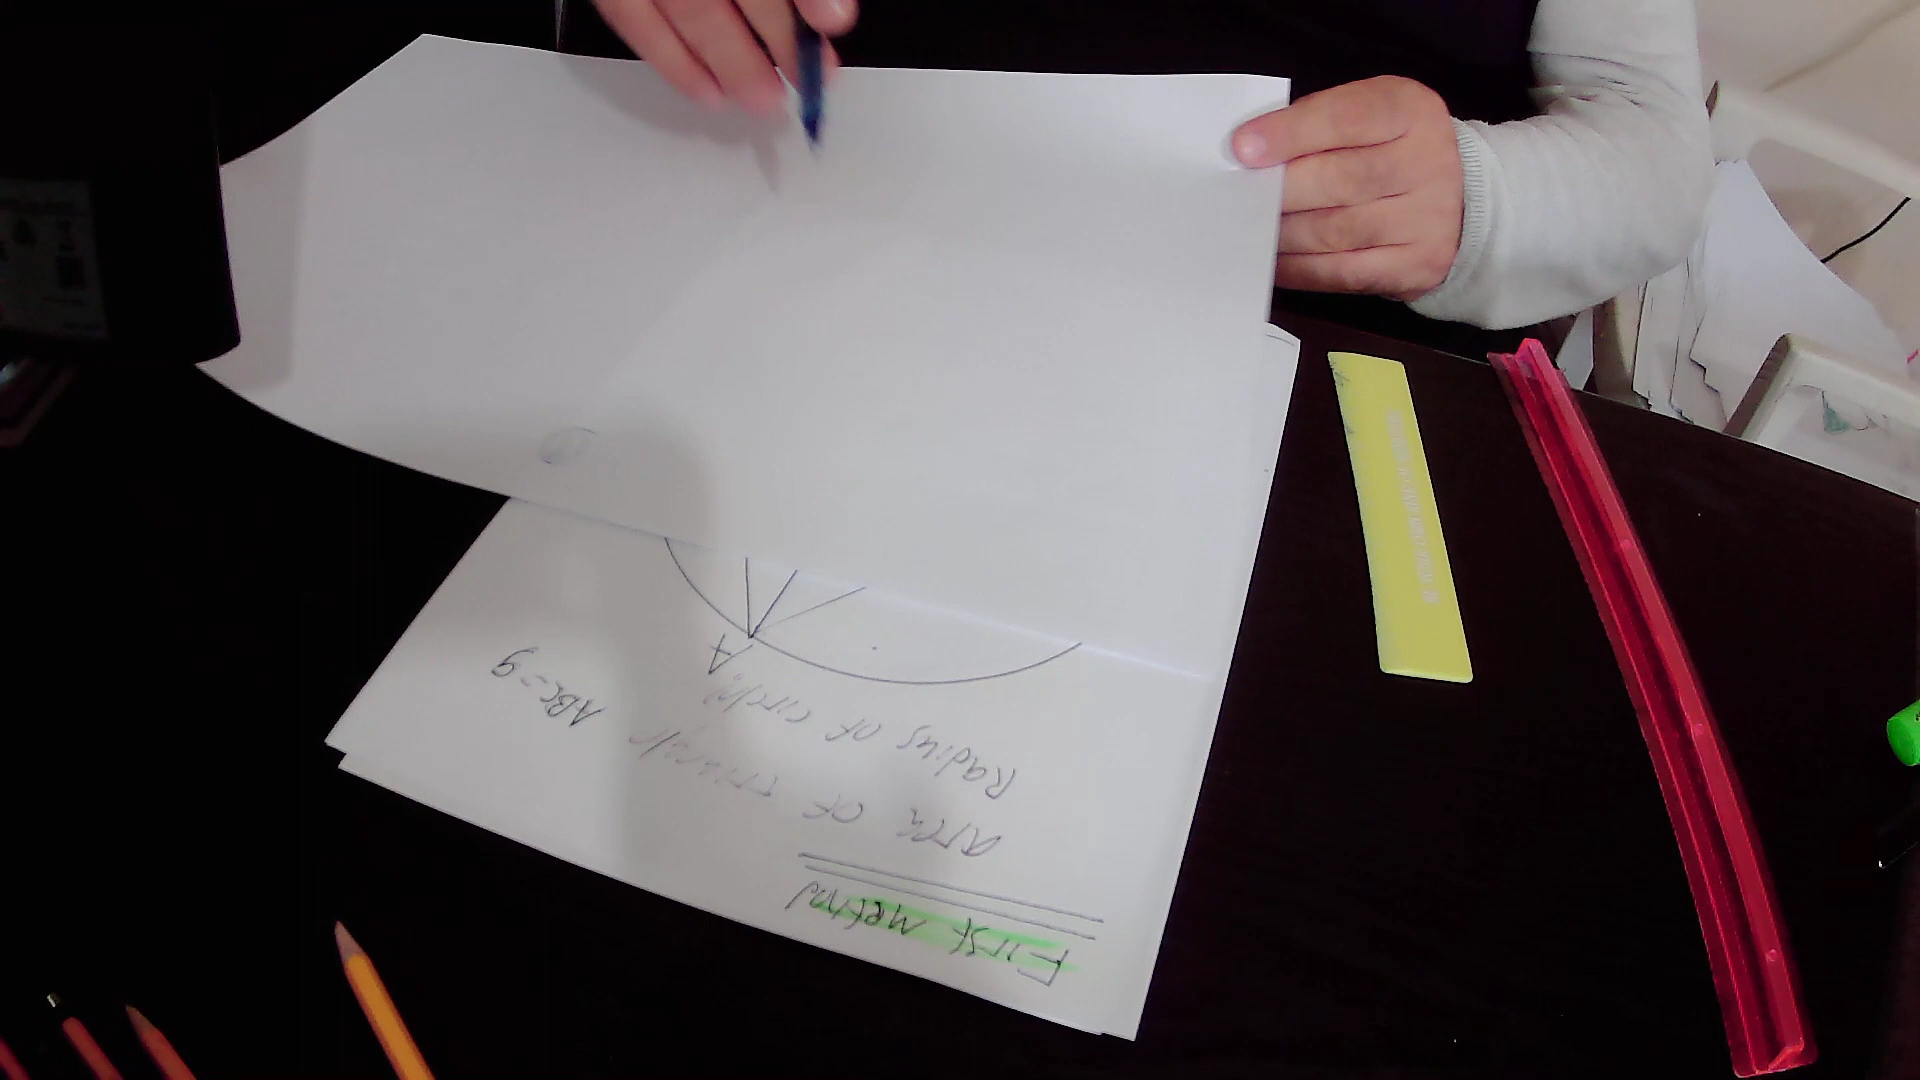 First method
area of triangle ABC=9
Radius of circle?
A